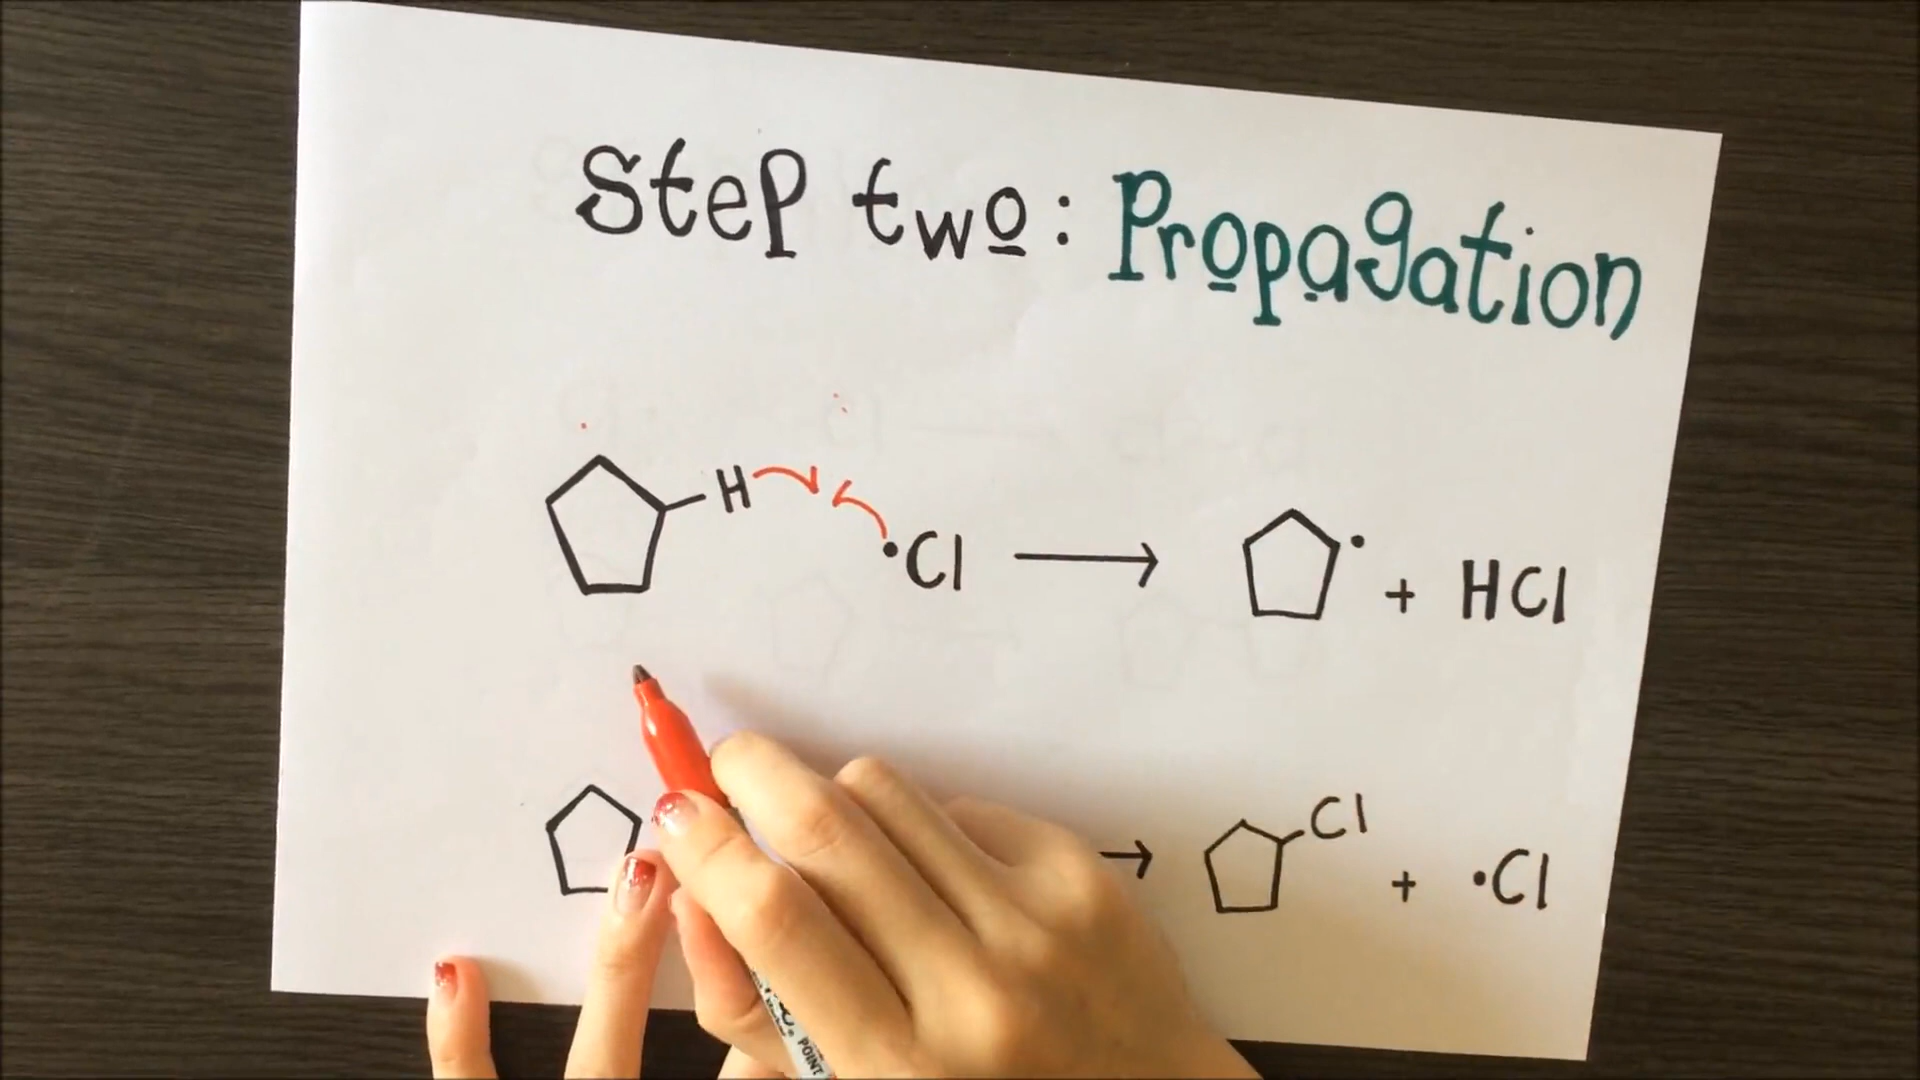 Step two: Propagation
H •Cl → • + HCl
→ Cl + •Cl
POINT